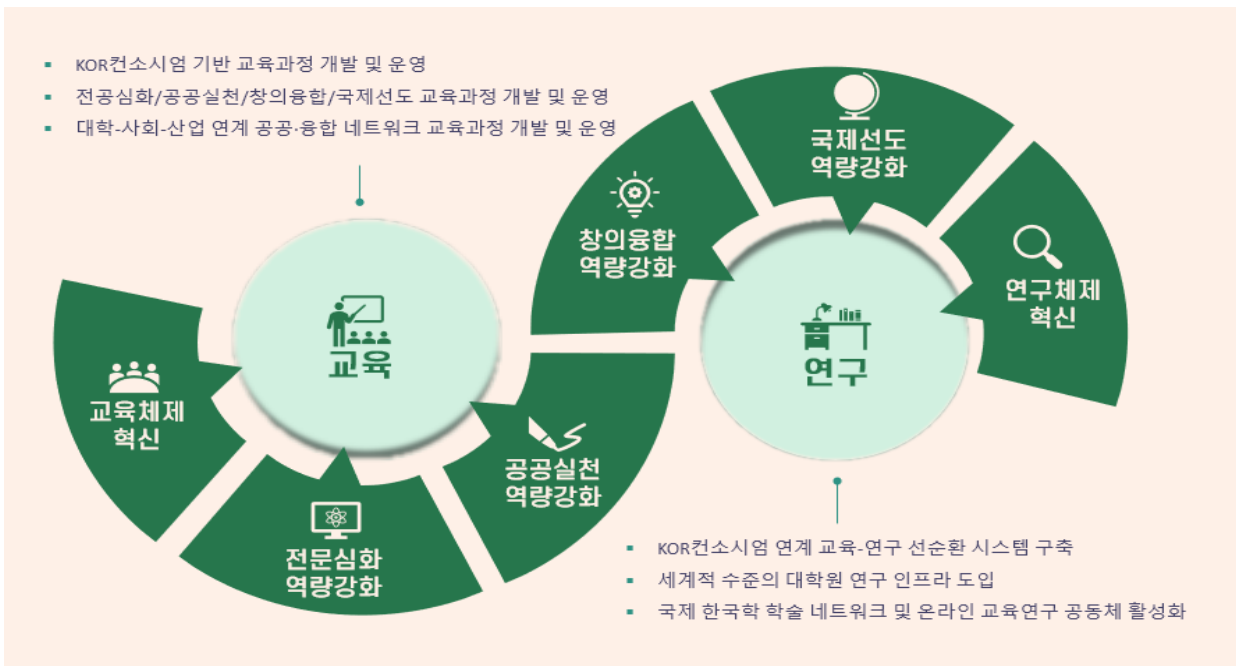 KOR컨소시엄 기반 교육과정 개발 및 운영
전공심화/공공실천/창의융합/국제선도 교육과정 개발 및 운영
대학-사회-산업 연계 공공·융합 네트워크 교육과정 개발 및 운영
교육
교육체제
혁신
전문심화
역량강화
공공실천
역량강화
창의융합
역량강화
국제선도
역량강화
연구체제
혁신
연구
KOR컨소시엄 연계 교육-연구 선순환 시스템 구축
세계적 수준의 대학원 연구 인프라 도입
국제 한국학 학술 네트워크 및 온라인 교육연구 공동체 활성화